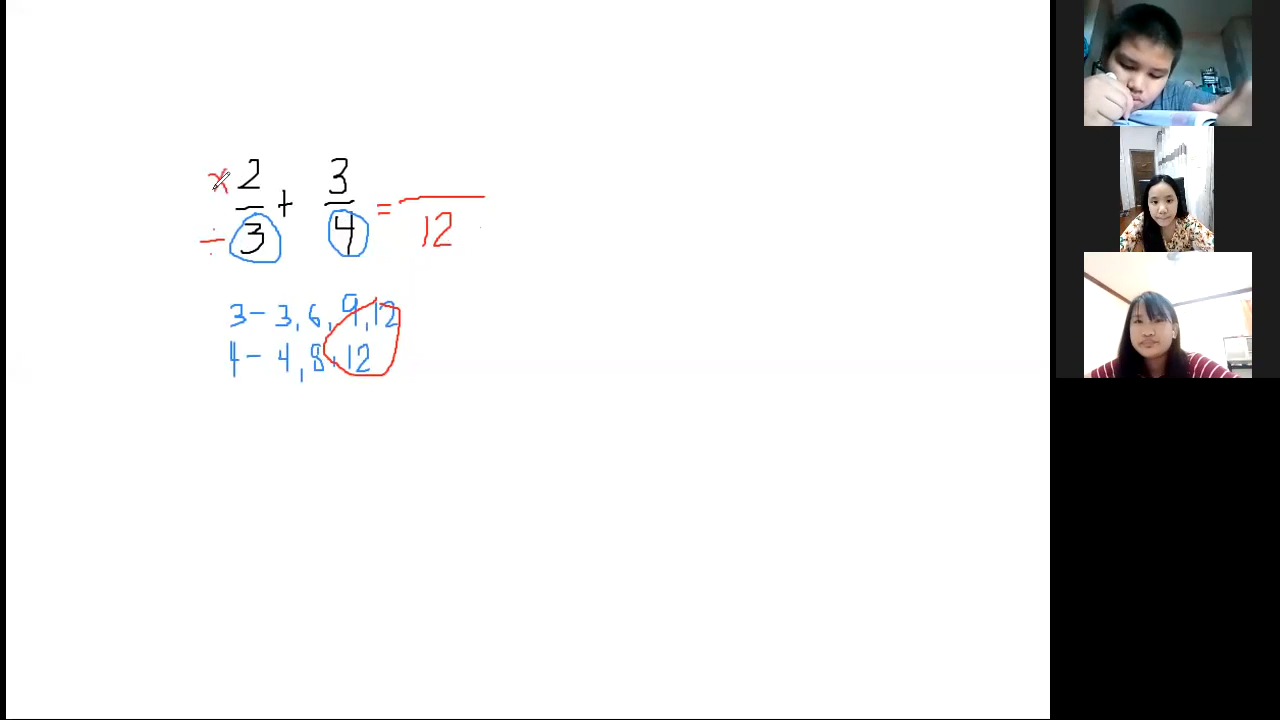 × 2/3 + 3/4 = /12
÷
3 - 3, 6, 9, 12
4 - 4, 8, 12